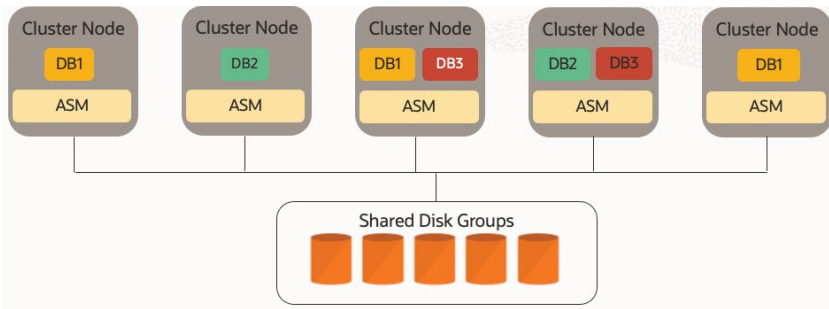 Cluster Node
DB1
ASM
Cluster Node
DB2
ASM
Cluster Node
DB1 DB3
ASM
Cluster Node
DB2 DB3
ASM
Cluster Node
DB1
ASM
Shared Disk Groups